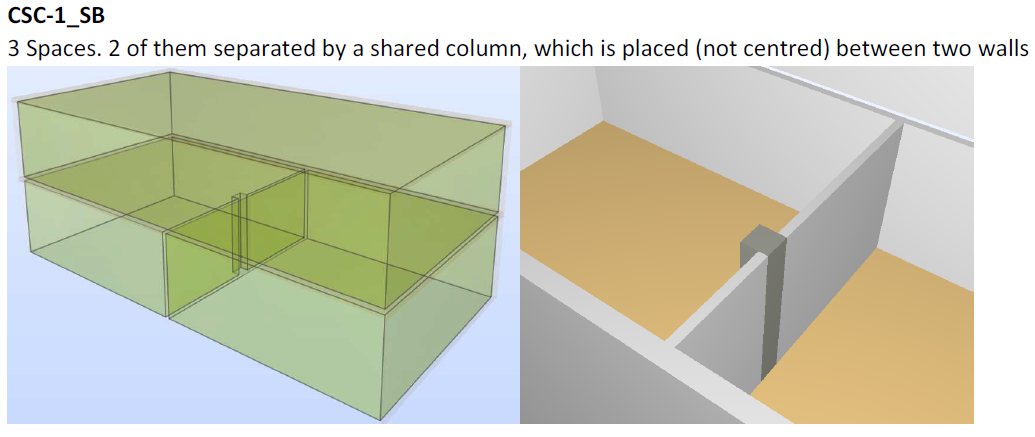 CSC-1_SB
3 Spaces. 2 of them separated by a shared column, which is placed (not centred) between two walls